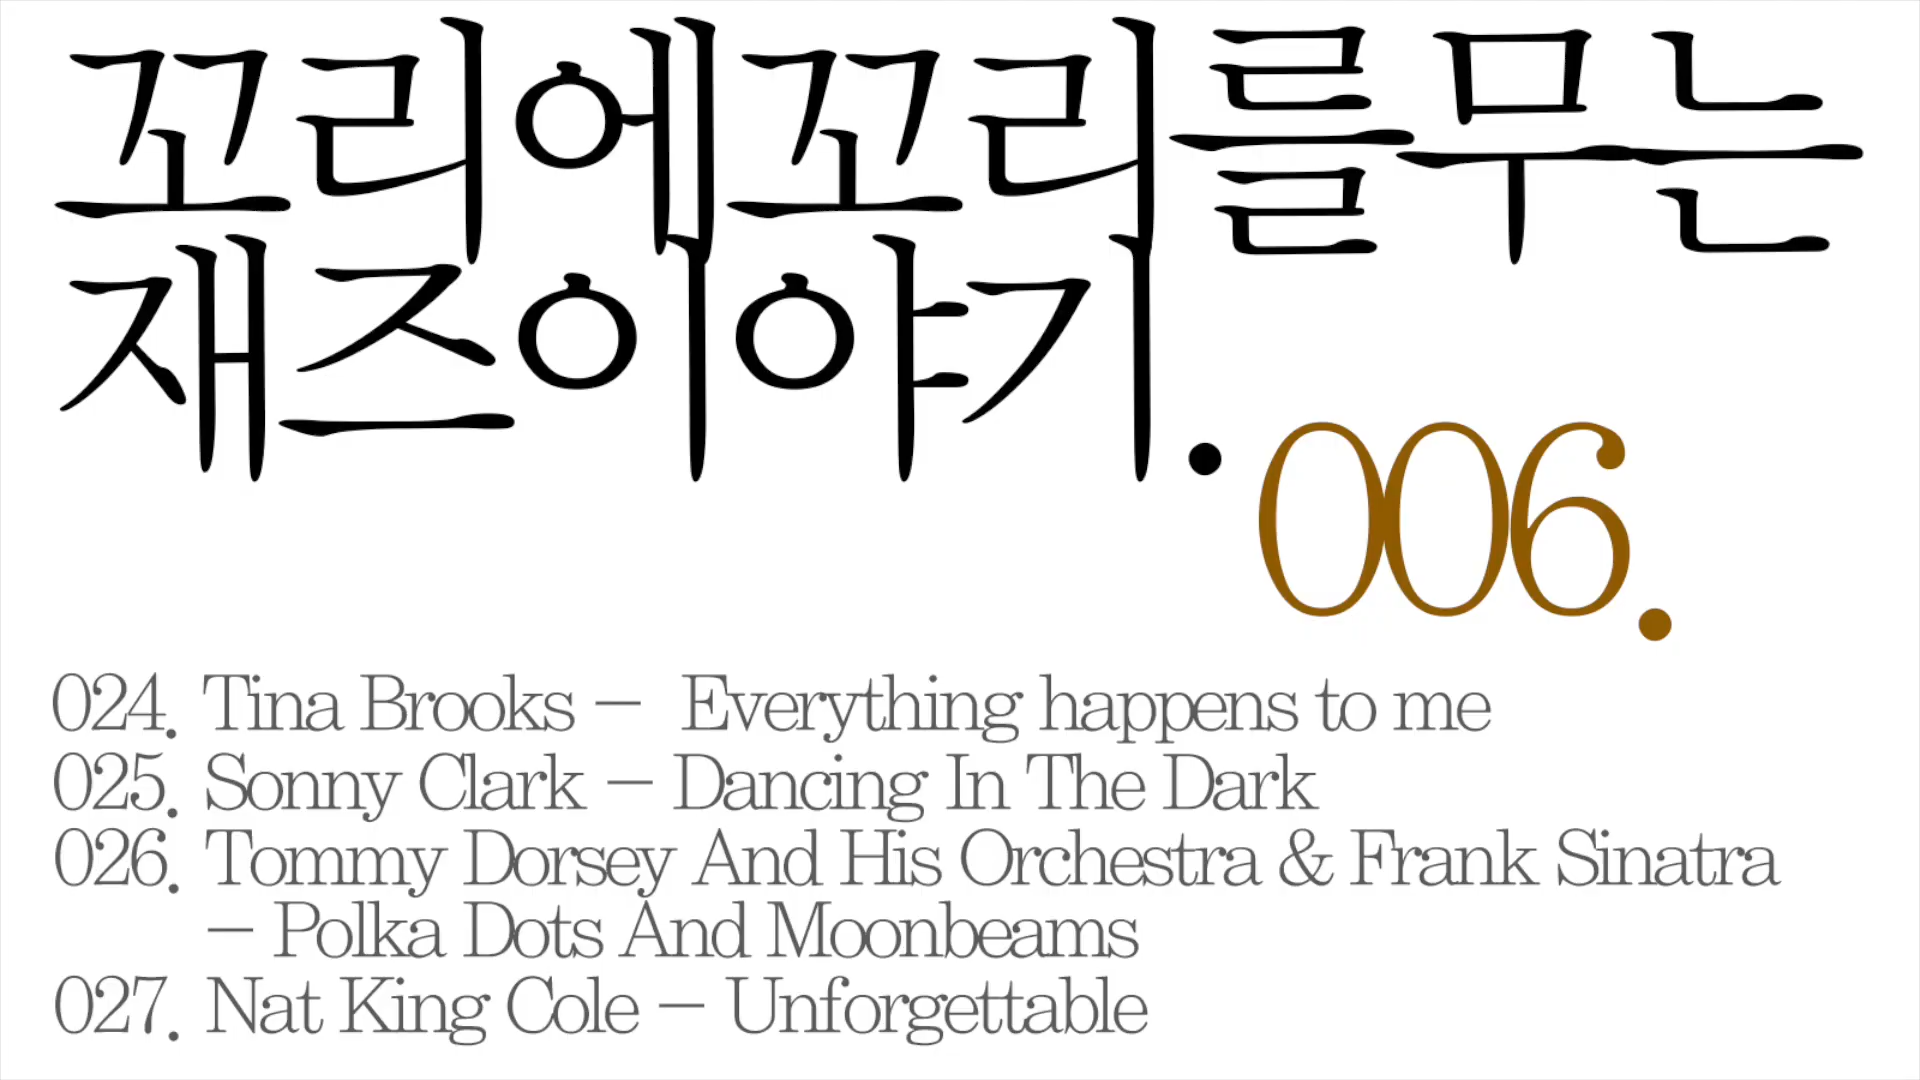 꼬리에꼬리를무는
재즈이야기.
006.
024. Tina Brooks – Everything happens to me
025. Sonny Clark – Dancing In The Dark
026. Tommy Dorsey And His Orchestra & Frank Sinatra
– Polka Dots And Moonbeams
027. Nat King Cole – Unforgettable